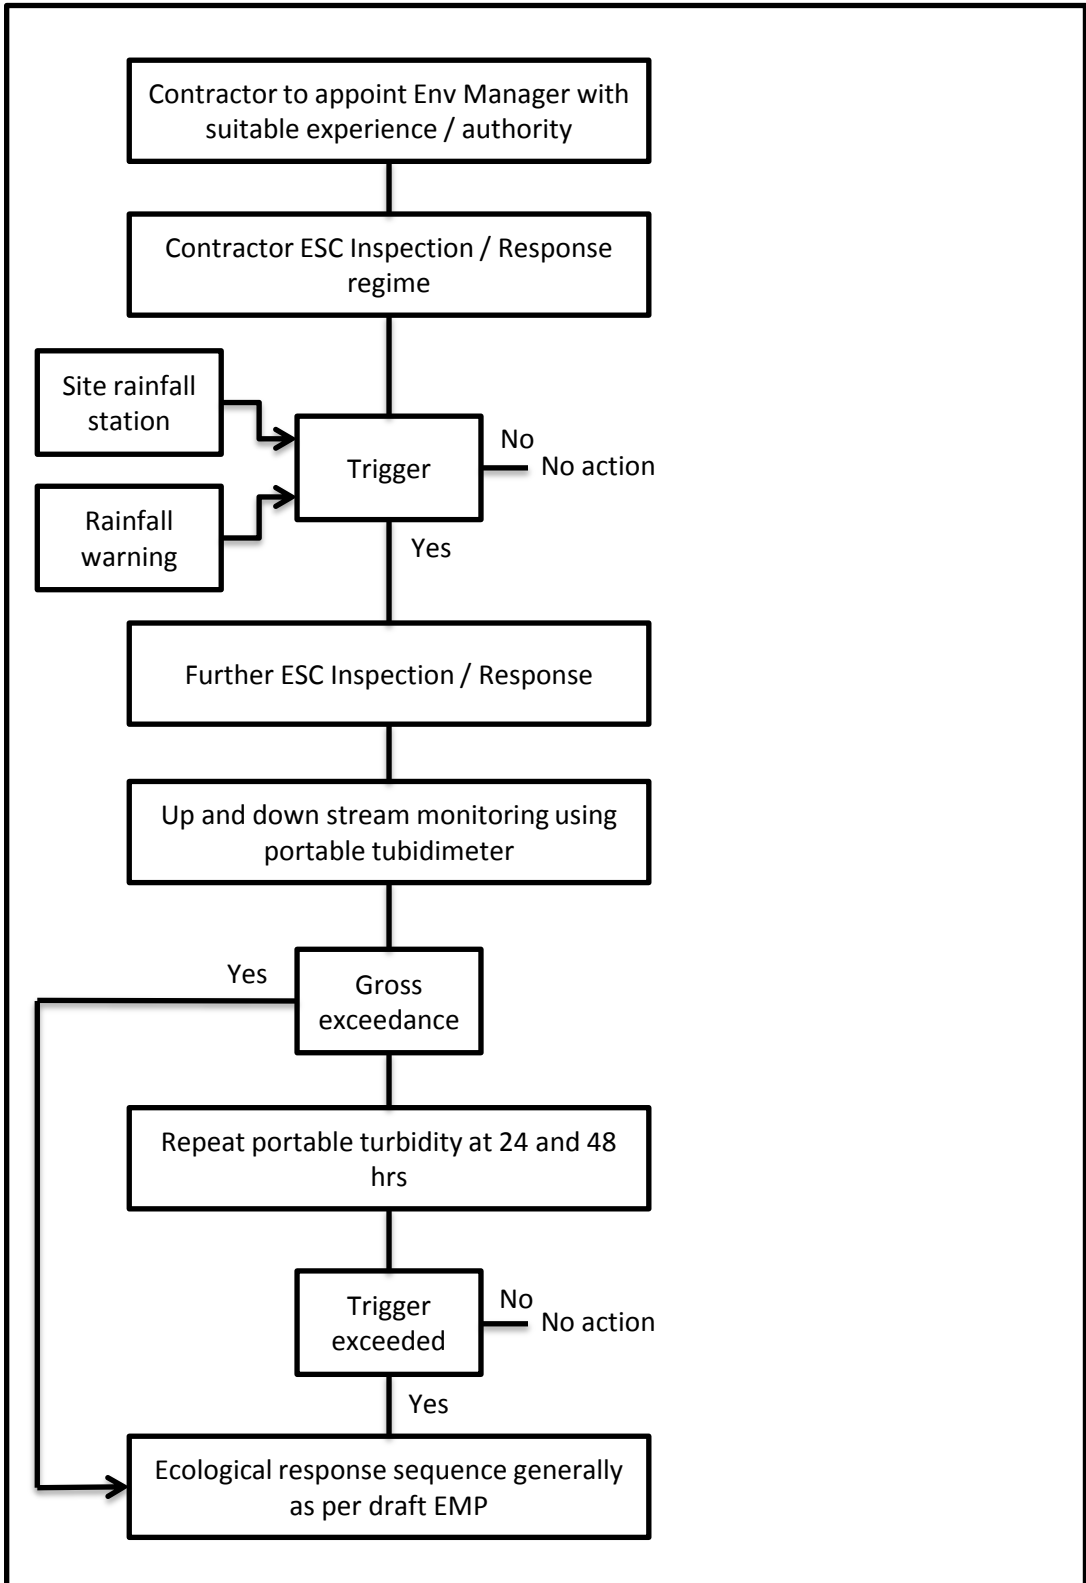 Contractor to appoint Env Manager with
suitable experience / authority
Contractor ESC Inspection / Response
regime
Site rainfall
station
Trigger
No
No action
Rainfall
warning
Yes
Further ESC Inspection / Response
Up and down stream monitoring using
portable tubidimeter
Yes
Gross
exceedance
Repeat portable turbidity at 24 and 48
hrs
Trigger
exceeded
No
No action
Yes
Ecological response sequence generally
as per draft EMP